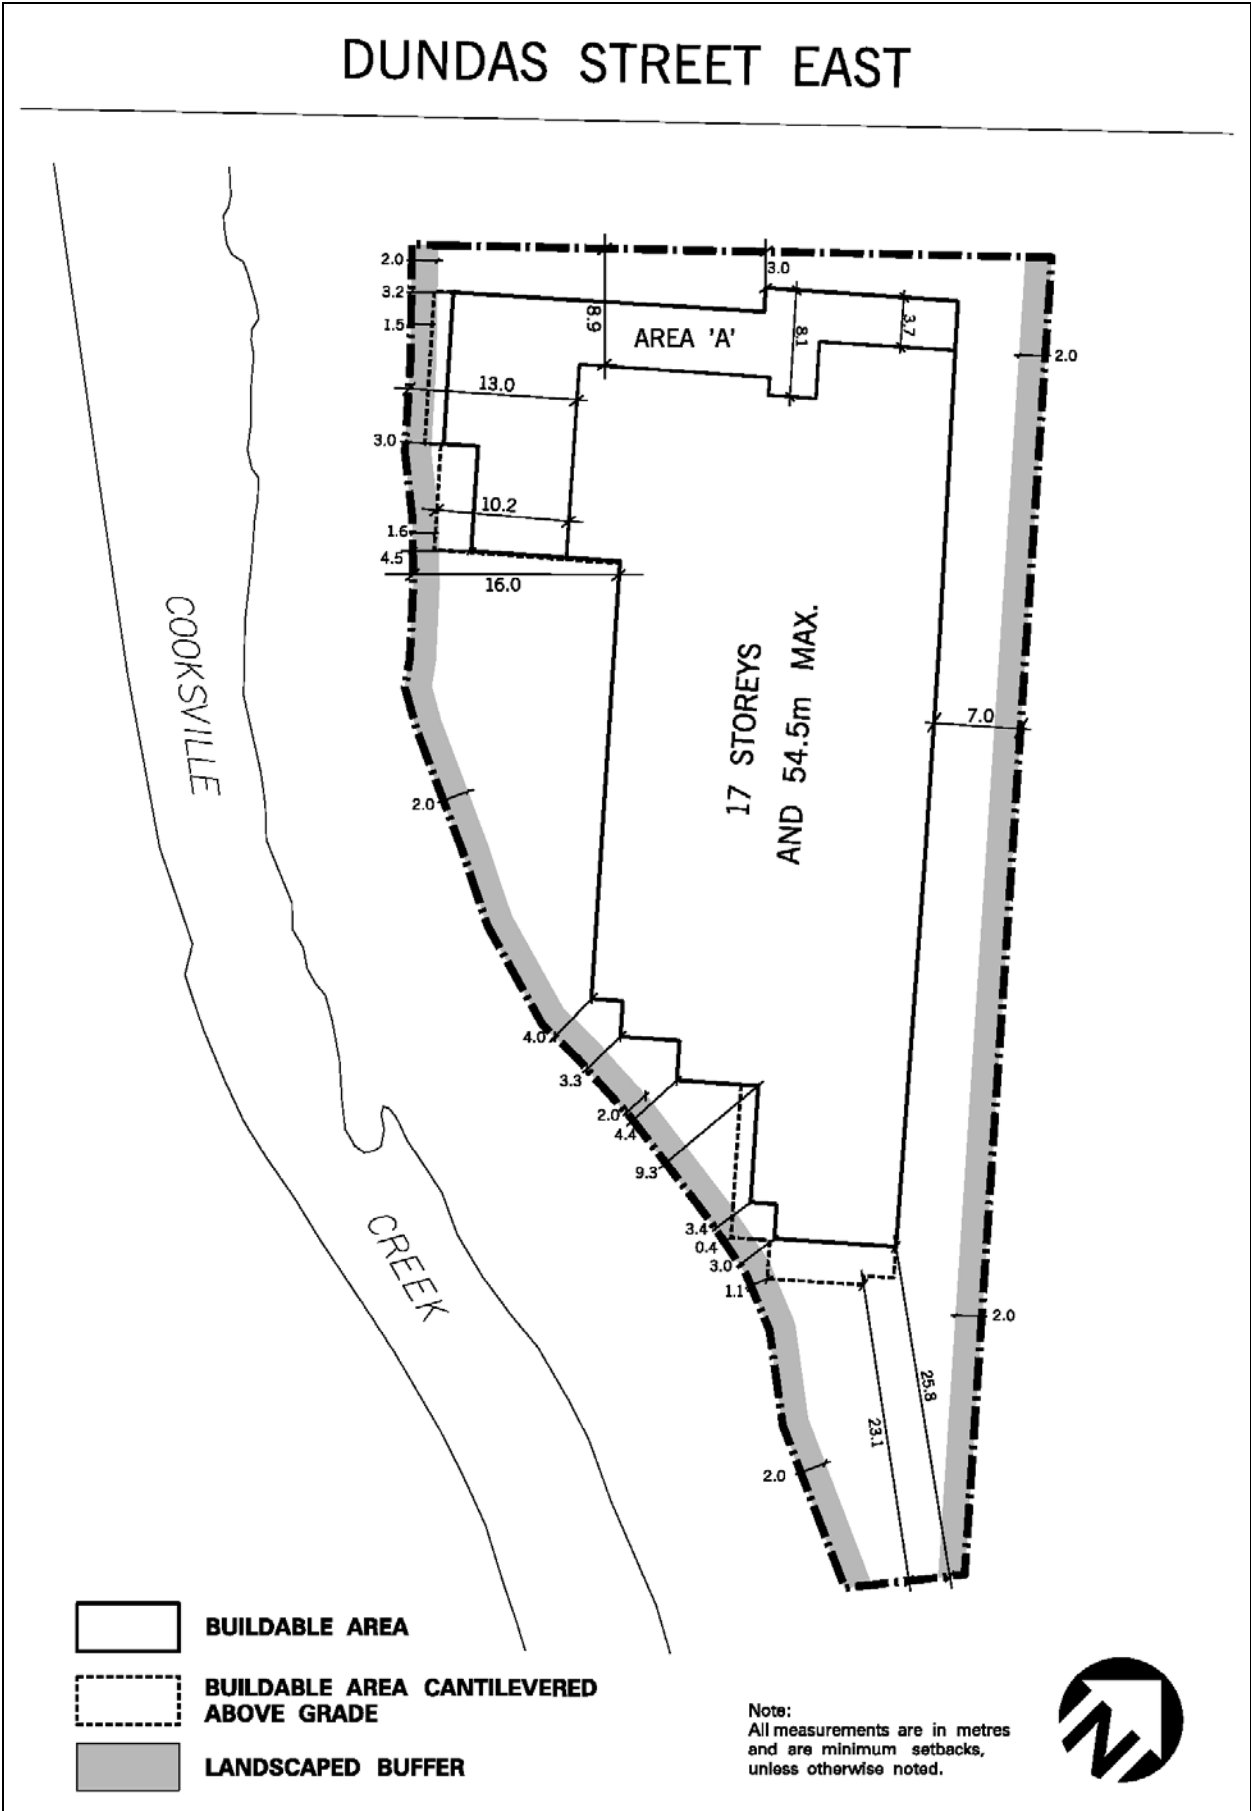 DUNDAS STREET EAST
2.0
3.0
3.2
8.9
1.5
AREA 'A'
8.1
3.7
2.0
13.0
3.0
10.2
1.6
4.5
16.0
COOKSVILLE
17 STOREYS
AND 54.5m MAX.
7.0
2.0
4.0
3.3
2.0
4.4
9.3
3.4
0.4
3.0
1.1
CREEK
2.0
25.8
23.1
2.0
BUILDABLE AREA
BUILDABLE AREA CANTILEVERED
ABOVE GRADE
LANDSCAPED BUFFER
Note:
All measurements are in metres
and are minimum setbacks,
unless otherwise noted.
N